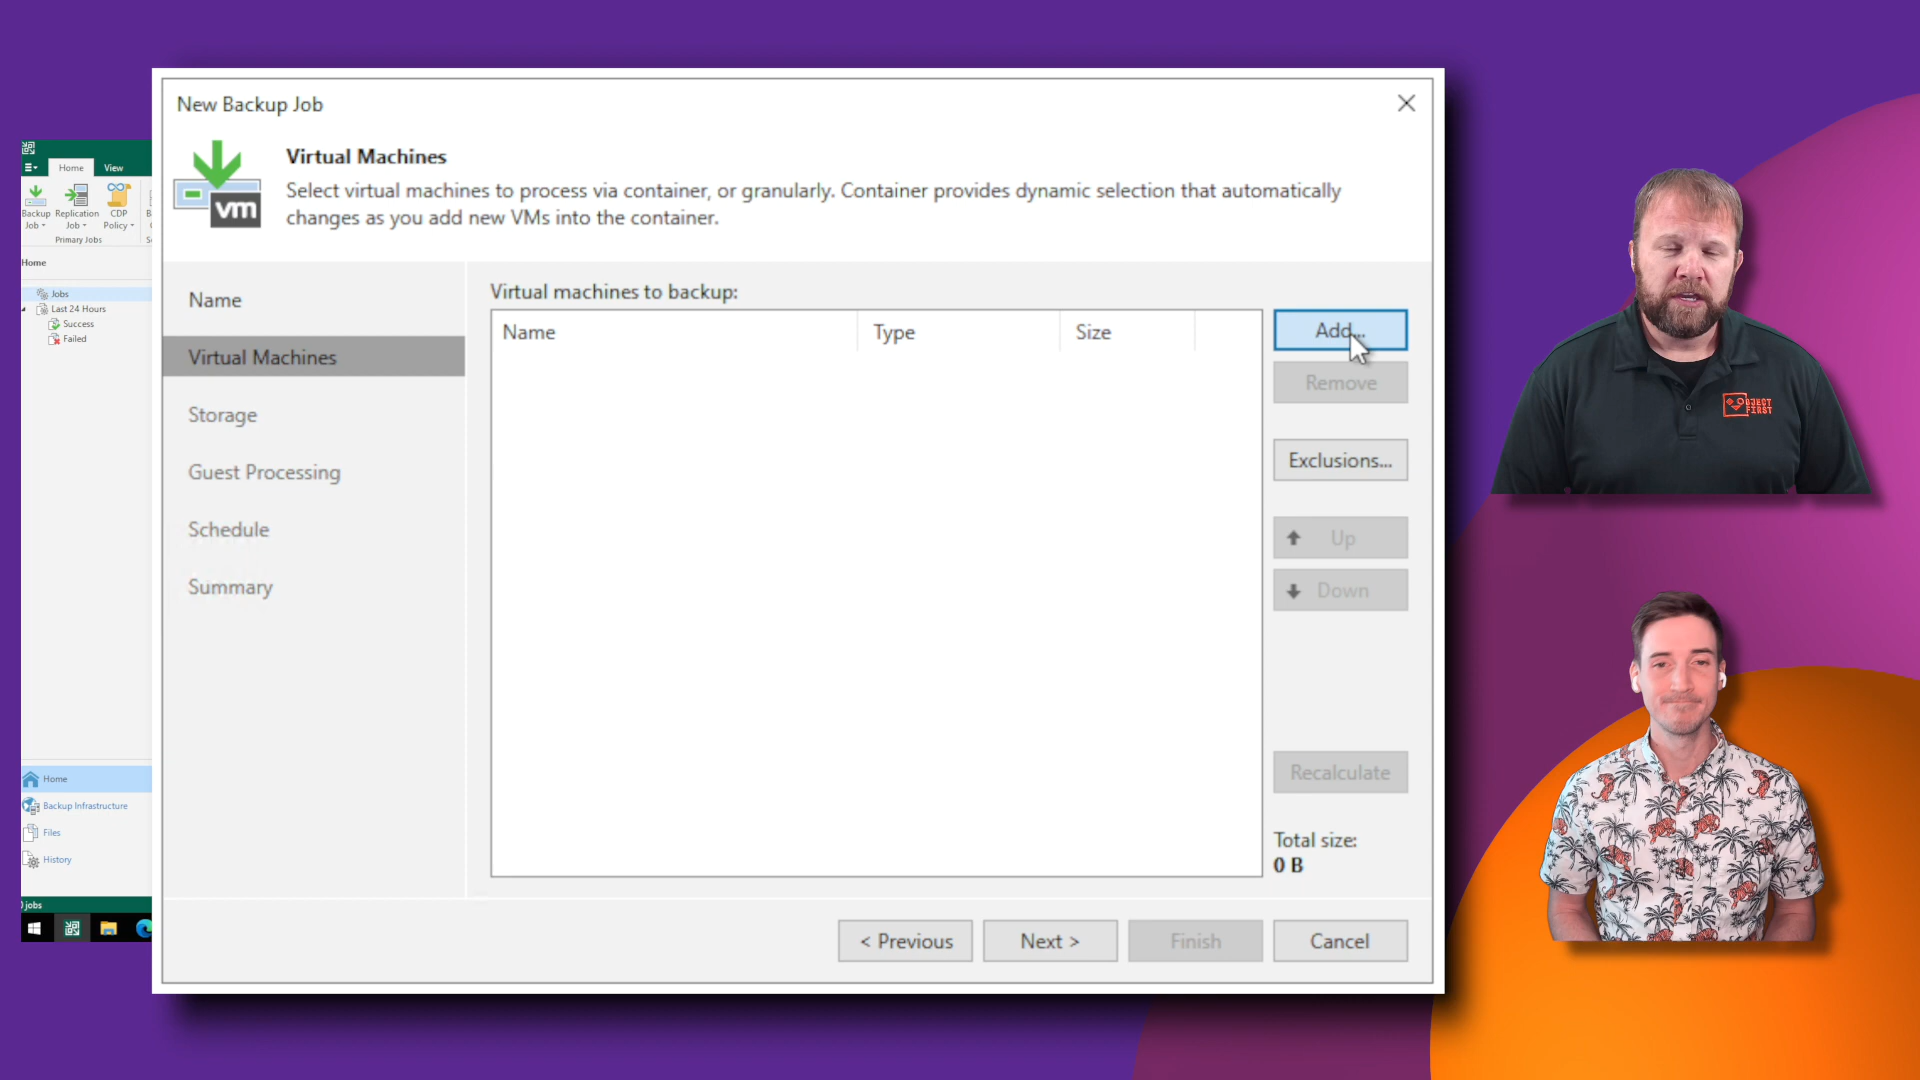 New Backup Job
Virtual Machines
Select virtual machines to process via container, or granularly. Container provides dynamic selection that automatically
changes as you add new VMs into the container.
vm
Home
View
Backup
Job
Replication
Job
CDP
Policy
Primary Jobs
Home
Jobs
Last 24 Hours
Success
Failed
Home
Backup Infrastructure
Files
History
jobs
Name
Virtual Machines
Storage
Guest Processing
Schedule
Summary
Virtual machines to backup:
Name Type Size
Add...
Remove
Exclusions...
Up
Down
Recalculate
Total size:
0 B
< Previous
Next >
Finish
Cancel
OBJECT
FIRST